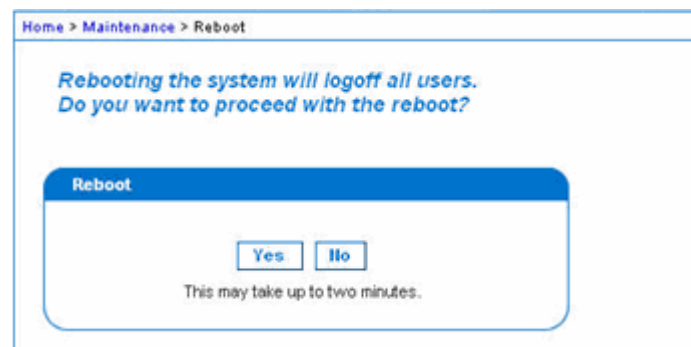 Home > Maintenance > Reboot
Rebooting the system will logoff all users.
Do you want to proceed with the reboot?
Reboot
Yes No
This may take up to two minutes.